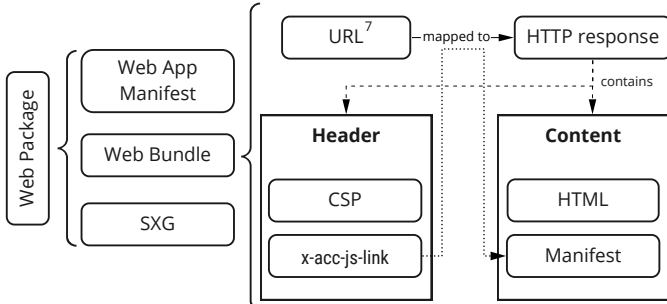 Web Package
Web App
Manifest
Web Bundle
SXG
URL7
mapped to
HTTP response
contains
Header
CSP
x-acc-js-link
Content
HTML
Manifest